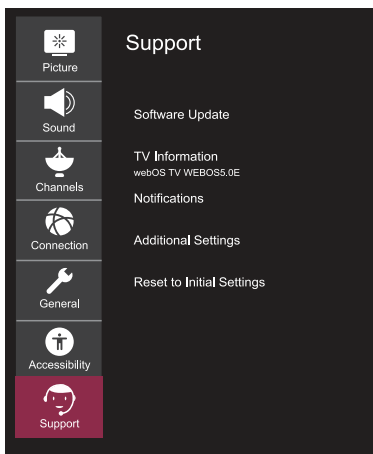 Picture
Sound
Channels
Connection
General
Accessibility
Support
Support
Software Update
TV Information
webOS TV WEBOS5.0E
Notifications
Additional Settings
Reset to Initial Settings